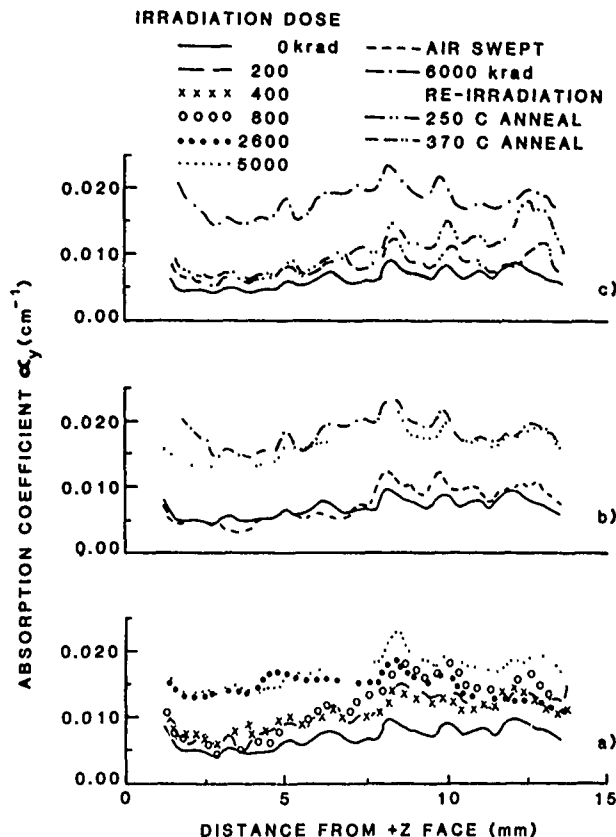 IRRADIATION DOSE
0 krad
200
400
800
2600
5000
AIR SWEPT
6000 krad
RE-IRRADIATION
250 C ANNEAL
370 C ANNEAL
ABSORPTION COEFFICIENT αy (cm⁻¹)
0.020
0.010
0.00
c)
0.020
0.010
0.00
b)
0.020
0.010
0.00
a)
0
5
10
15
DISTANCE FROM +Z FACE (mm)